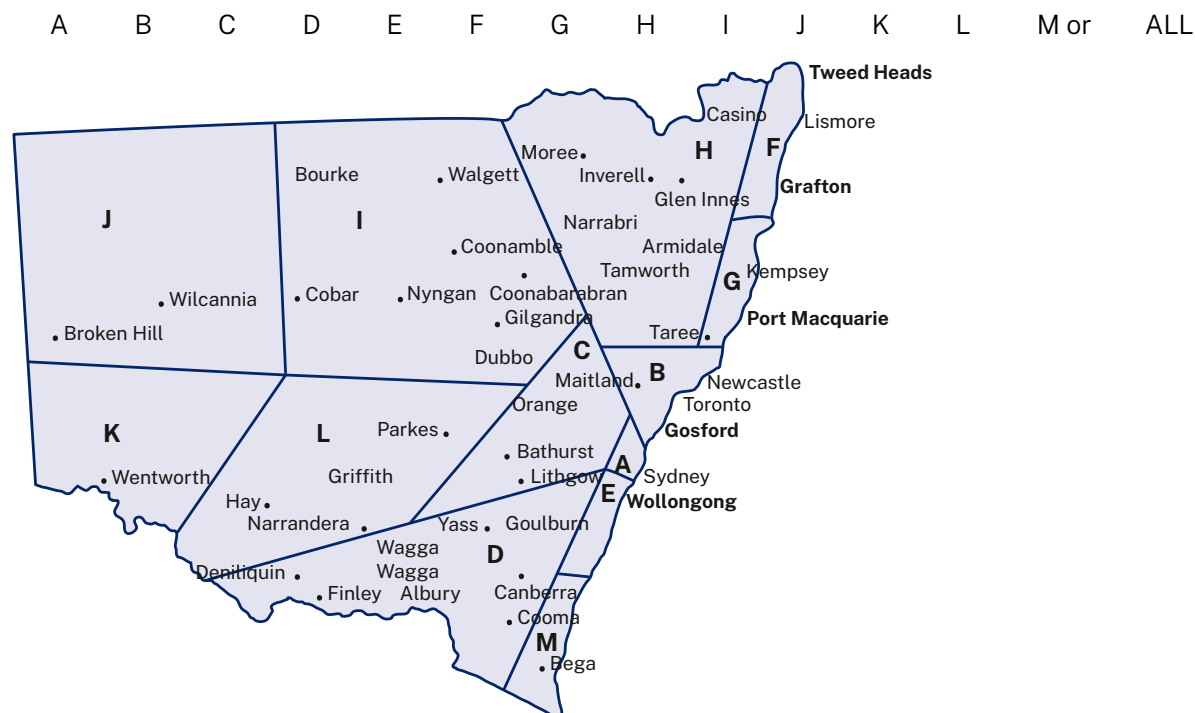 A B C D E F G H I J K L M or ALL
Tweed Heads
Casino
Lismore
Moree
H
F
Bourke
Walgett
Inverell
Grafton
Glen Innes
J
I
Narrabri
Coonamble
Armidale
Tamworth
G
Kempsey
Wilcannia
Cobar
Nyngan
Coonabarabran
Gilgandra
Port Macquarie
Broken Hill
Taree
Dubbo
C
Maitland
B
Newcastle
Orange
Toronto
K
L
Parkes
Gosford
Bathurst
A
Wentworth
Griffith
Lithgow
Sydney
E
Wollongong
Hay
Narrandera
Yass
Goulburn
Wagga
Wagga
D
Deniliquin
Finley
Albury
Canberra
Cooma
M
Bega